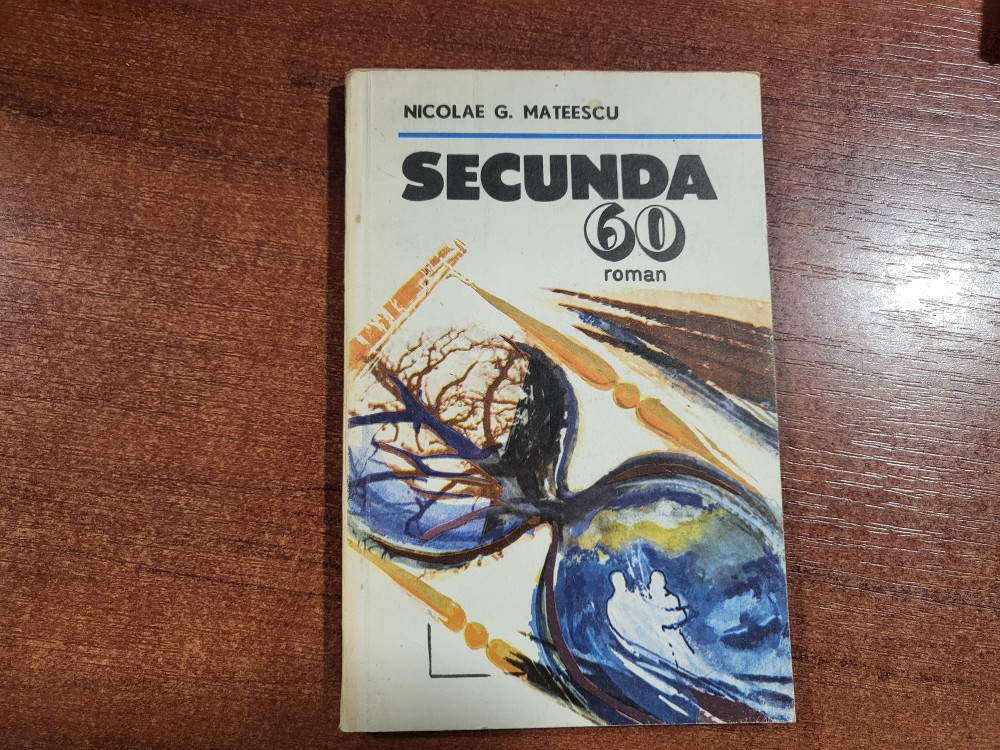 NICOLAE G. MATEESCU
SECUNDA
60
roman